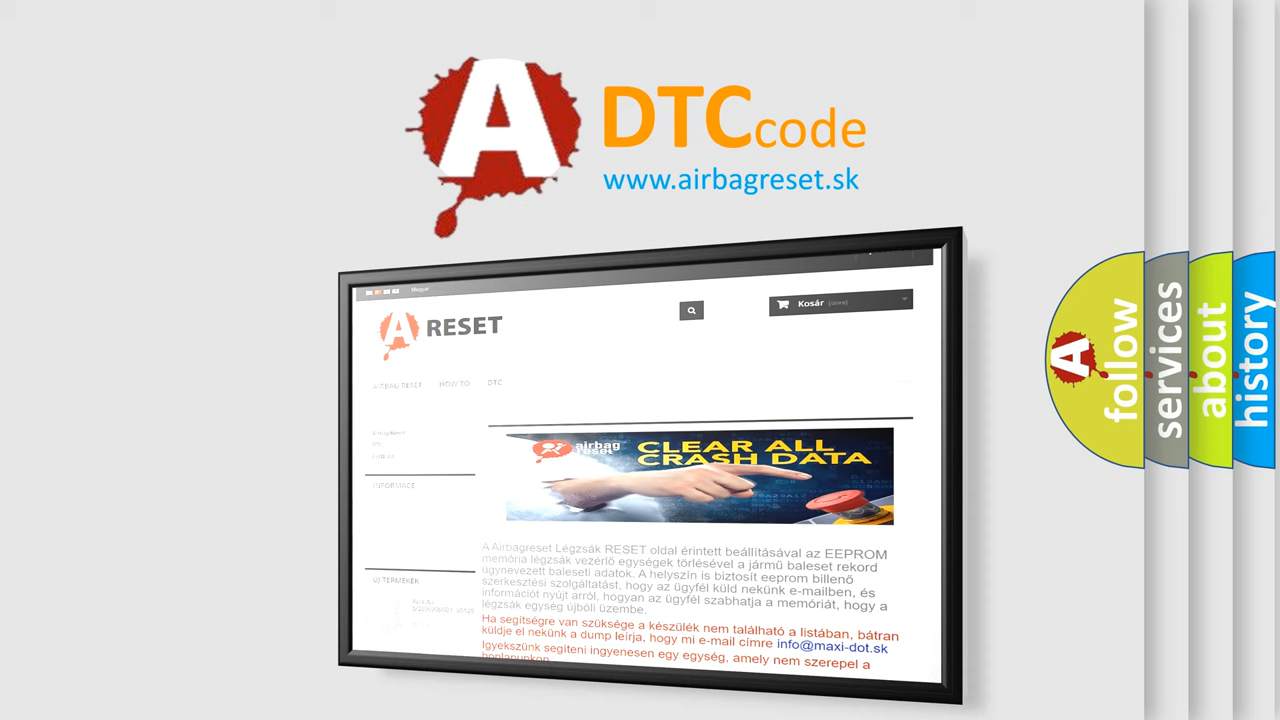 A DTC code
www.airbagreset.sk
Magyar
Kosár (üres)
A RESET
AIRBAG RESET HOW TO DTC
INFORMACE
airbag
reset
CLEAR ALL
CRASH DATA
A Airbagreset Légzsák RESET oldal érintett beállításával az EEPROM
memória légzsák vezérlő egységek törlésével a jármű baleset rekord
úgynevezett baleseti adatok. A helyszín is biztosít eeprom billenő
szerkesztési szolgáltatást, hogy az ügyfél küld nekünk e-mailben, és
információt nyújt arról, hogyan az ügyfél szabhatja a memóriát, hogy a
légzsák egység újbóli üzembe.
Ha segítségre van szüksége a készülék nem található a listában, bátran
küldje el nekünk a dump leírja, hogy mi e-mail címre info@maxi-dot.sk
Igyekszünk segíteni ingyenesen egy egység, amely nem szerepel a
honlapunkon
ÚJ TERMÉKEK
A
follow
services
about
history